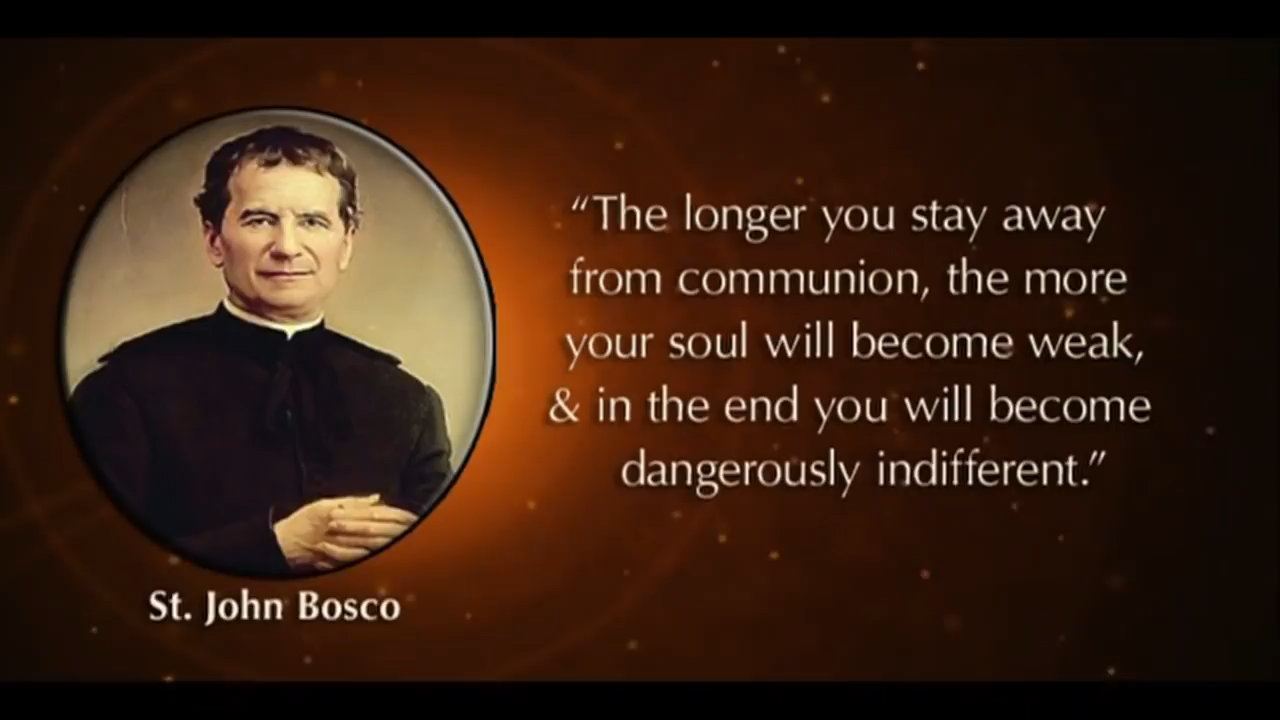 “The longer you stay away
from communion, the more
your soul will become weak,
& in the end you will become
dangerously indifferent.”
St. John Bosco